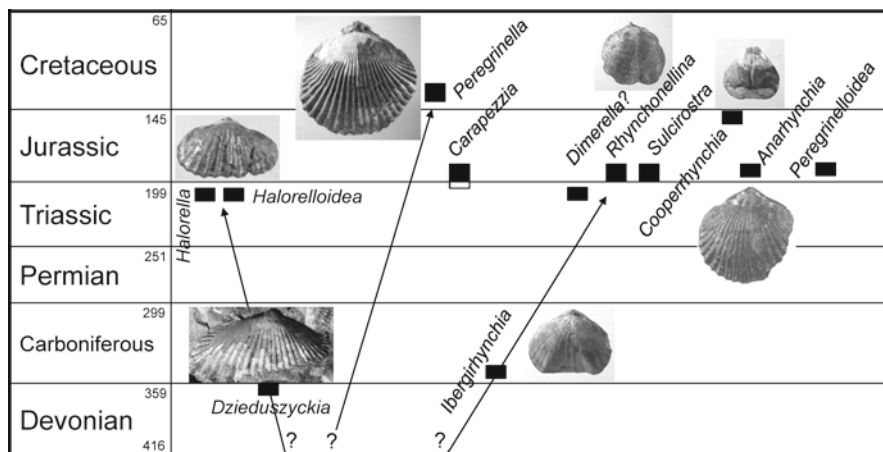 65
Cretaceous
Peregrinella
145
Jurassic
Carapezzia
Dimerella?
Rhynchonellina
Sulcirostra
Cooperrhynchia
Anarhynchia
Peregrinelloidea
199
Triassic
Halorella
Halorelloidea
251
Permian
299
Carboniferous
Ibergirhynchia
359
Dzieduszyckia
Devonian
? ? ?
416